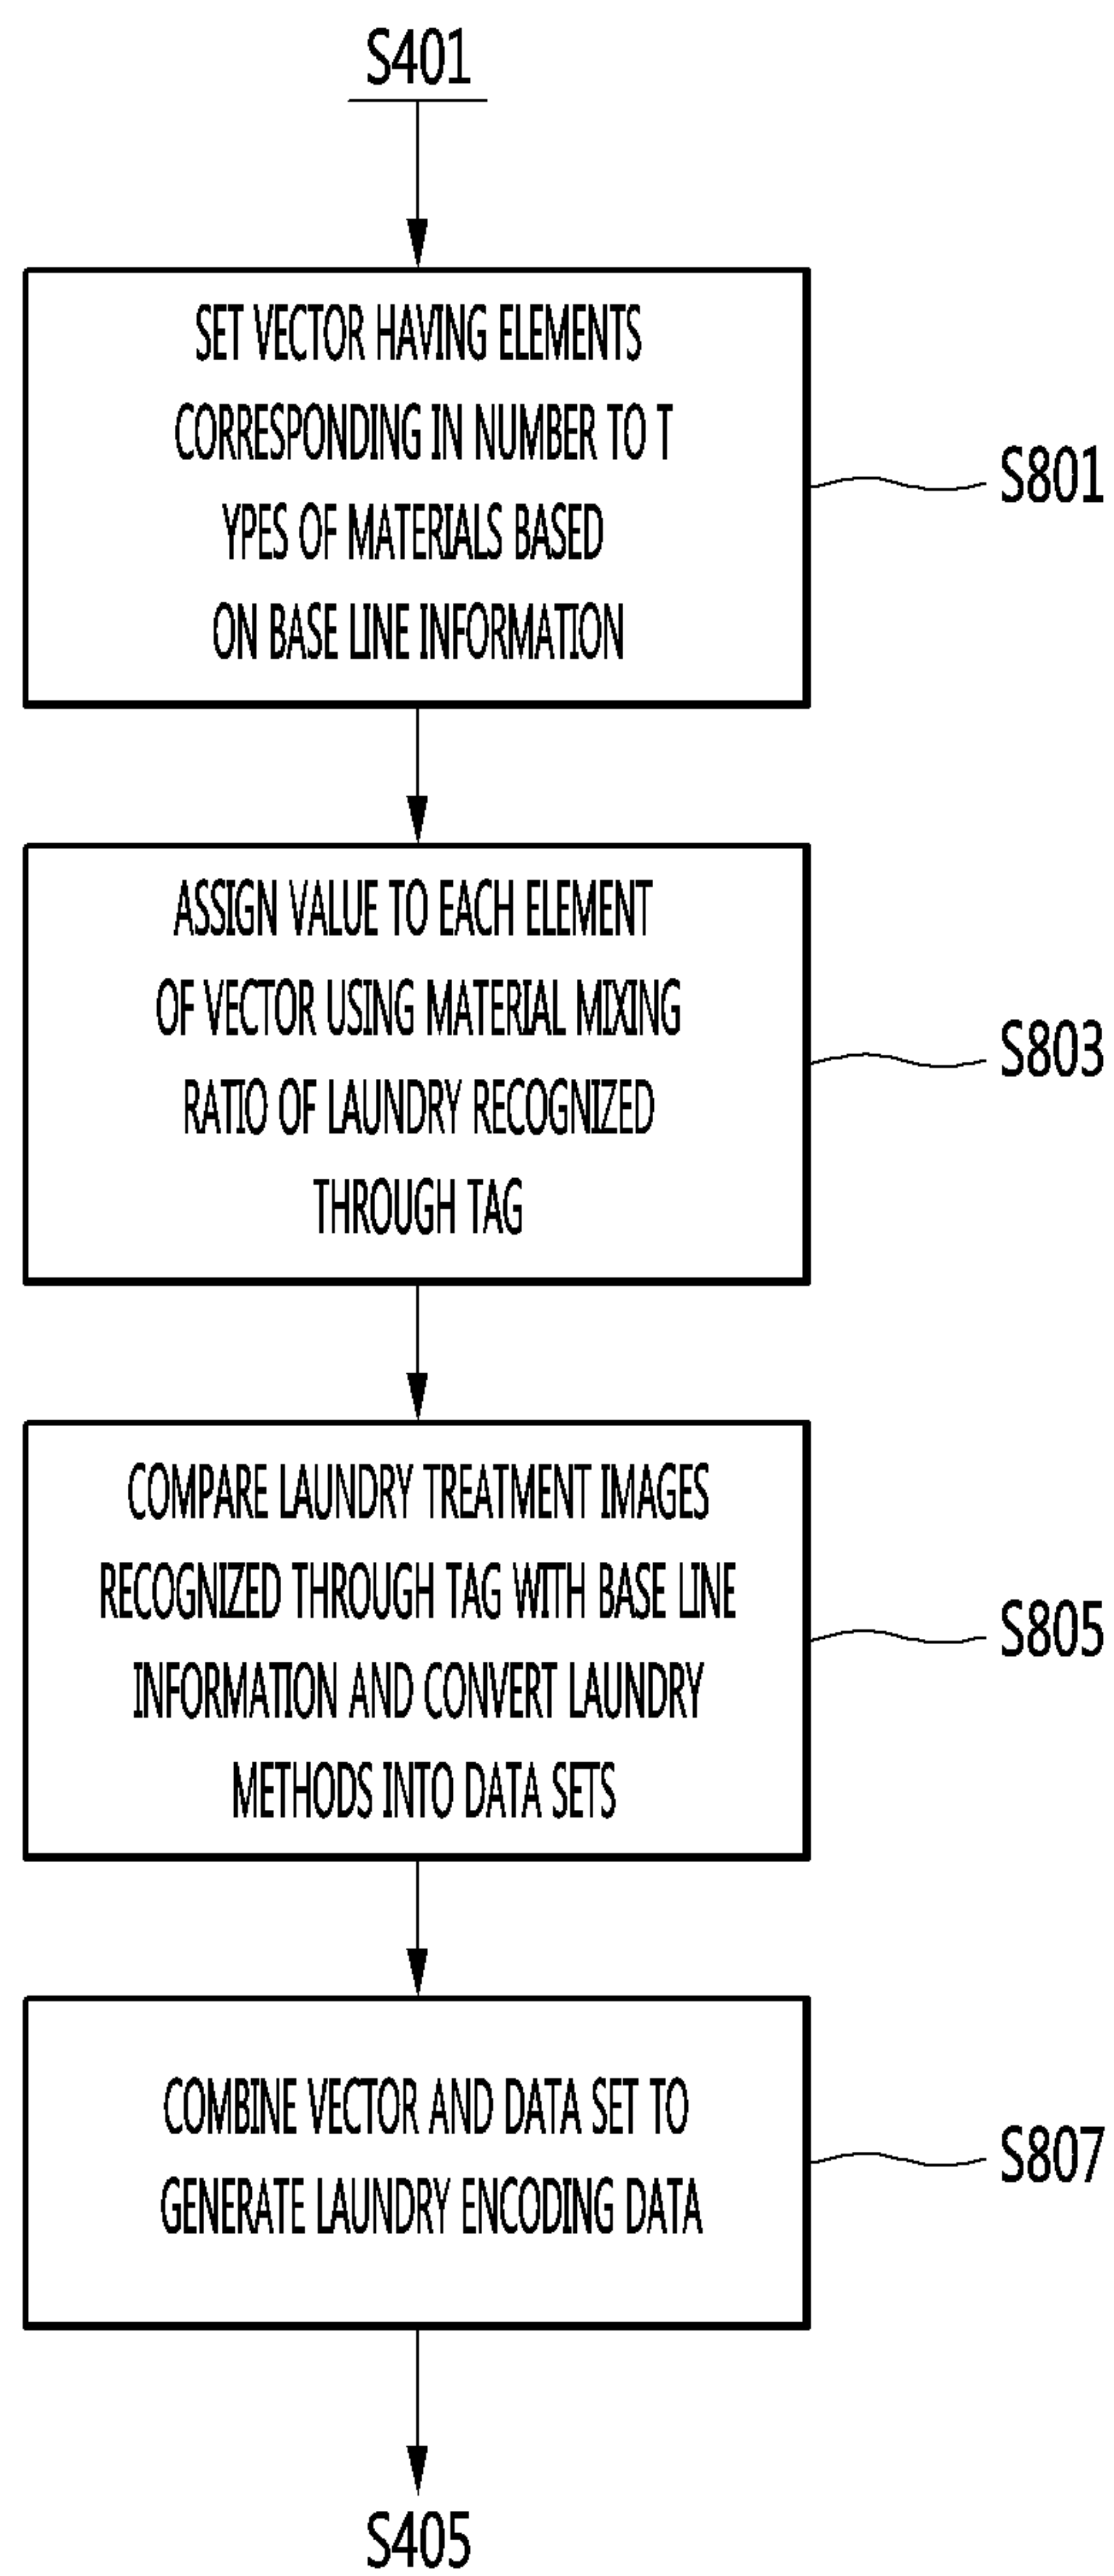 S401
SET VECTOR HAVING ELEMENTS
CORRESPONDING IN NUMBER TO T
YPES OF MATERIALS BASED
ON BASE LINE INFORMATION
S801
ASSIGN VALUE TO EACH ELEMENT
OF VECTOR USING MATERIAL MIXING
RATIO OF LAUNDRY RECOGNIZED
THROUGH TAG
S803
COMPARE LAUNDRY TREATMENT IMAGES
RECOGNIZED THROUGH TAG WITH BASE LINE
INFORMATION AND CONVERT LAUNDRY
METHODS INTO DATA SETS
S805
COMBINE VECTOR AND DATA SET TO
GENERATE LAUNDRY ENCODING DATA
S807
S405